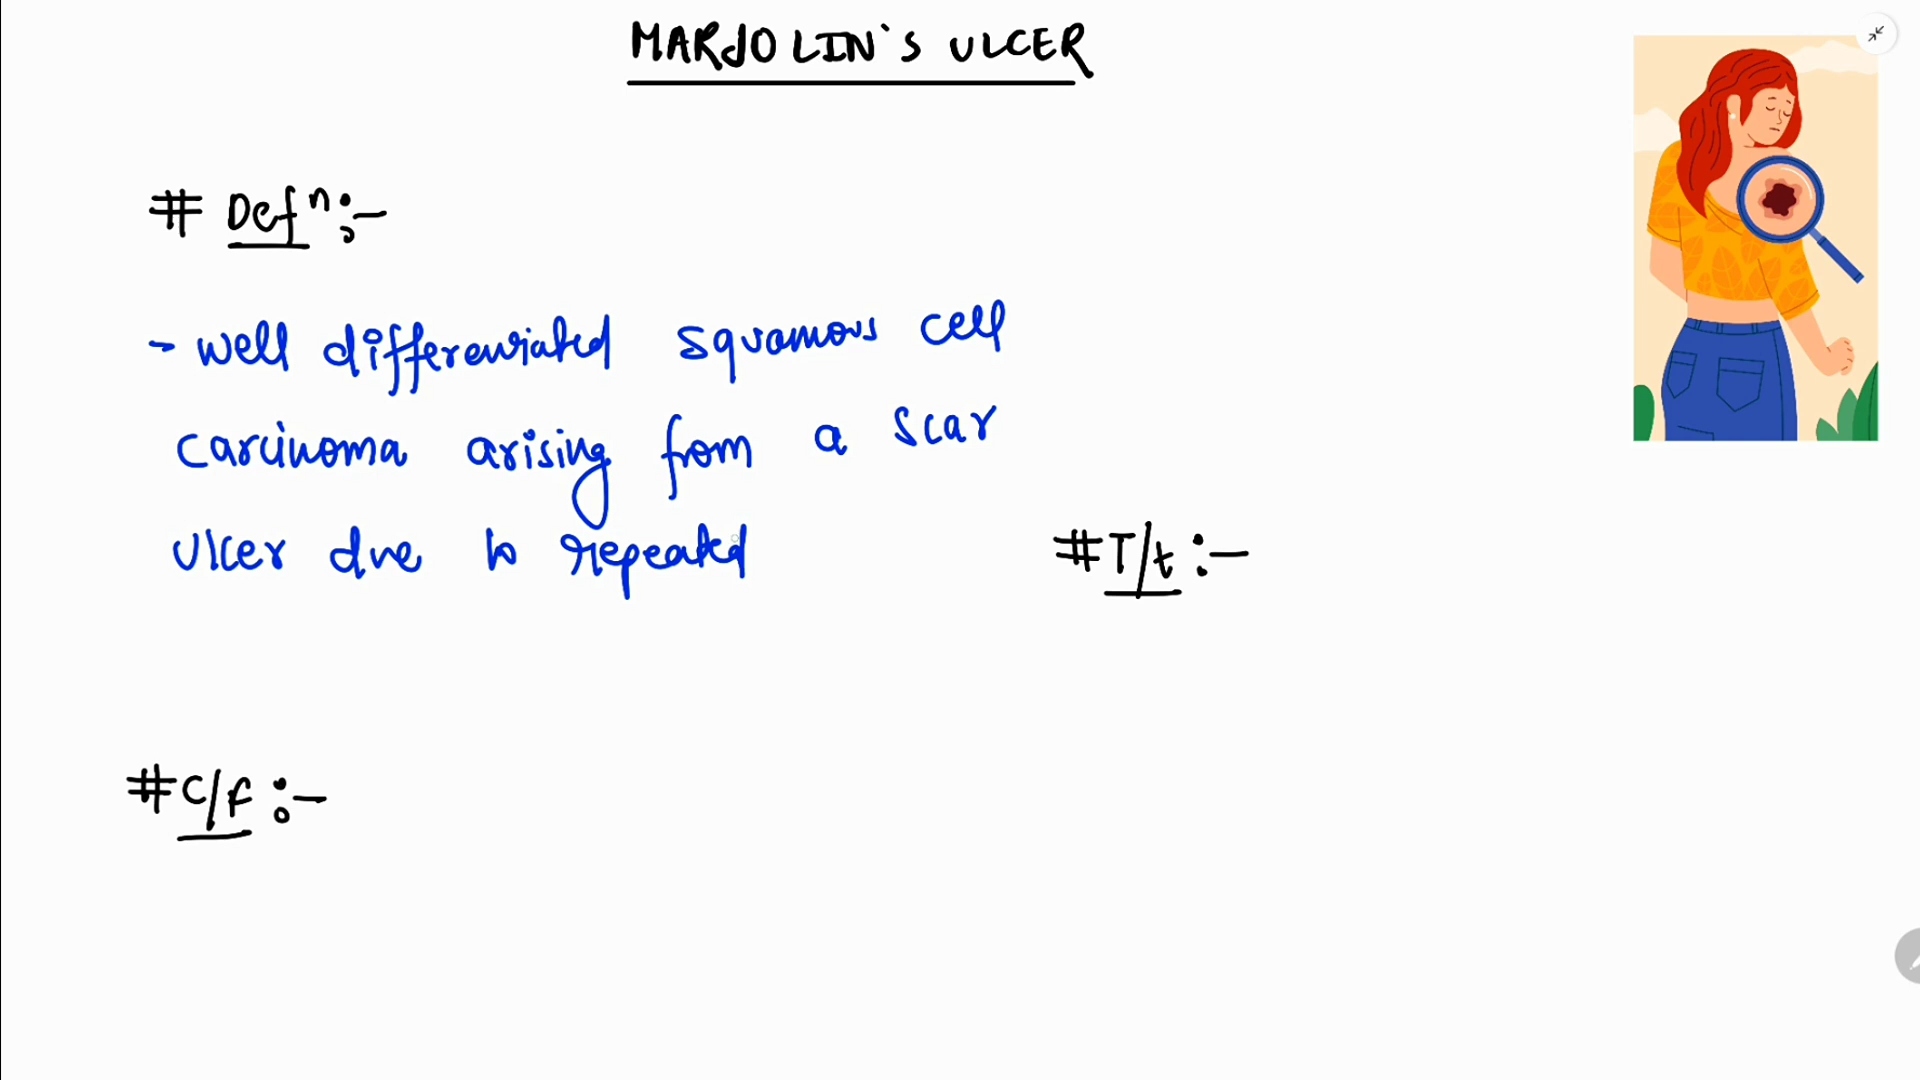 MARJOLIN'S ULCER
# Defn:-
- well differentiated squamous cell
carcinoma arising from a scar
ulcer due to repeated
# T/t :-
# C/f :-